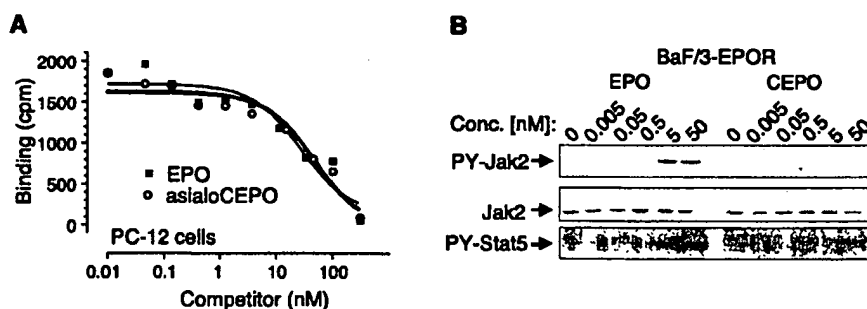 A
Binding (cpm)
2000
1500
1000
500
0
EPO
asialoCEPO
PC-12 cells
0.01 0.1 1 10 100
Competitor (nM)
B
BaF/3-EPOR
EPO CEPO
Conc. [nM]: 0 0.005 0.05 0.5 5 50 0 0.005 0.05 0.5 5 50
PY-Jak2
Jak2
PY-Stat5